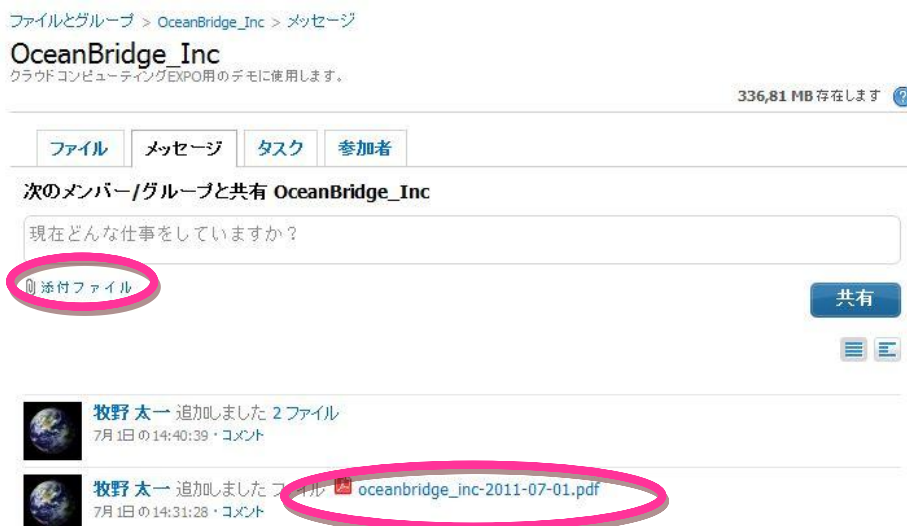 ファイルとグループ > OceanBridge_Inc > メッセージ
OceanBridge_Inc
クラウドコンピューティングEXPO用のデモに使用します。
336,81 MB 存在します ?
ファイル メッセージ タスク 参加者
次のメンバー/グループと共有 OceanBridge_Inc
現在どんな仕事をしていますか？
添付ファイル
共有
牧野 太一 追加しました 2 ファイル
7月1日 の 14:40:39・コメント
牧野 太一 追加しました ファイル oceanbridge_inc-2011-07-01.pdf
7月1日 の 14:31:28・コメント